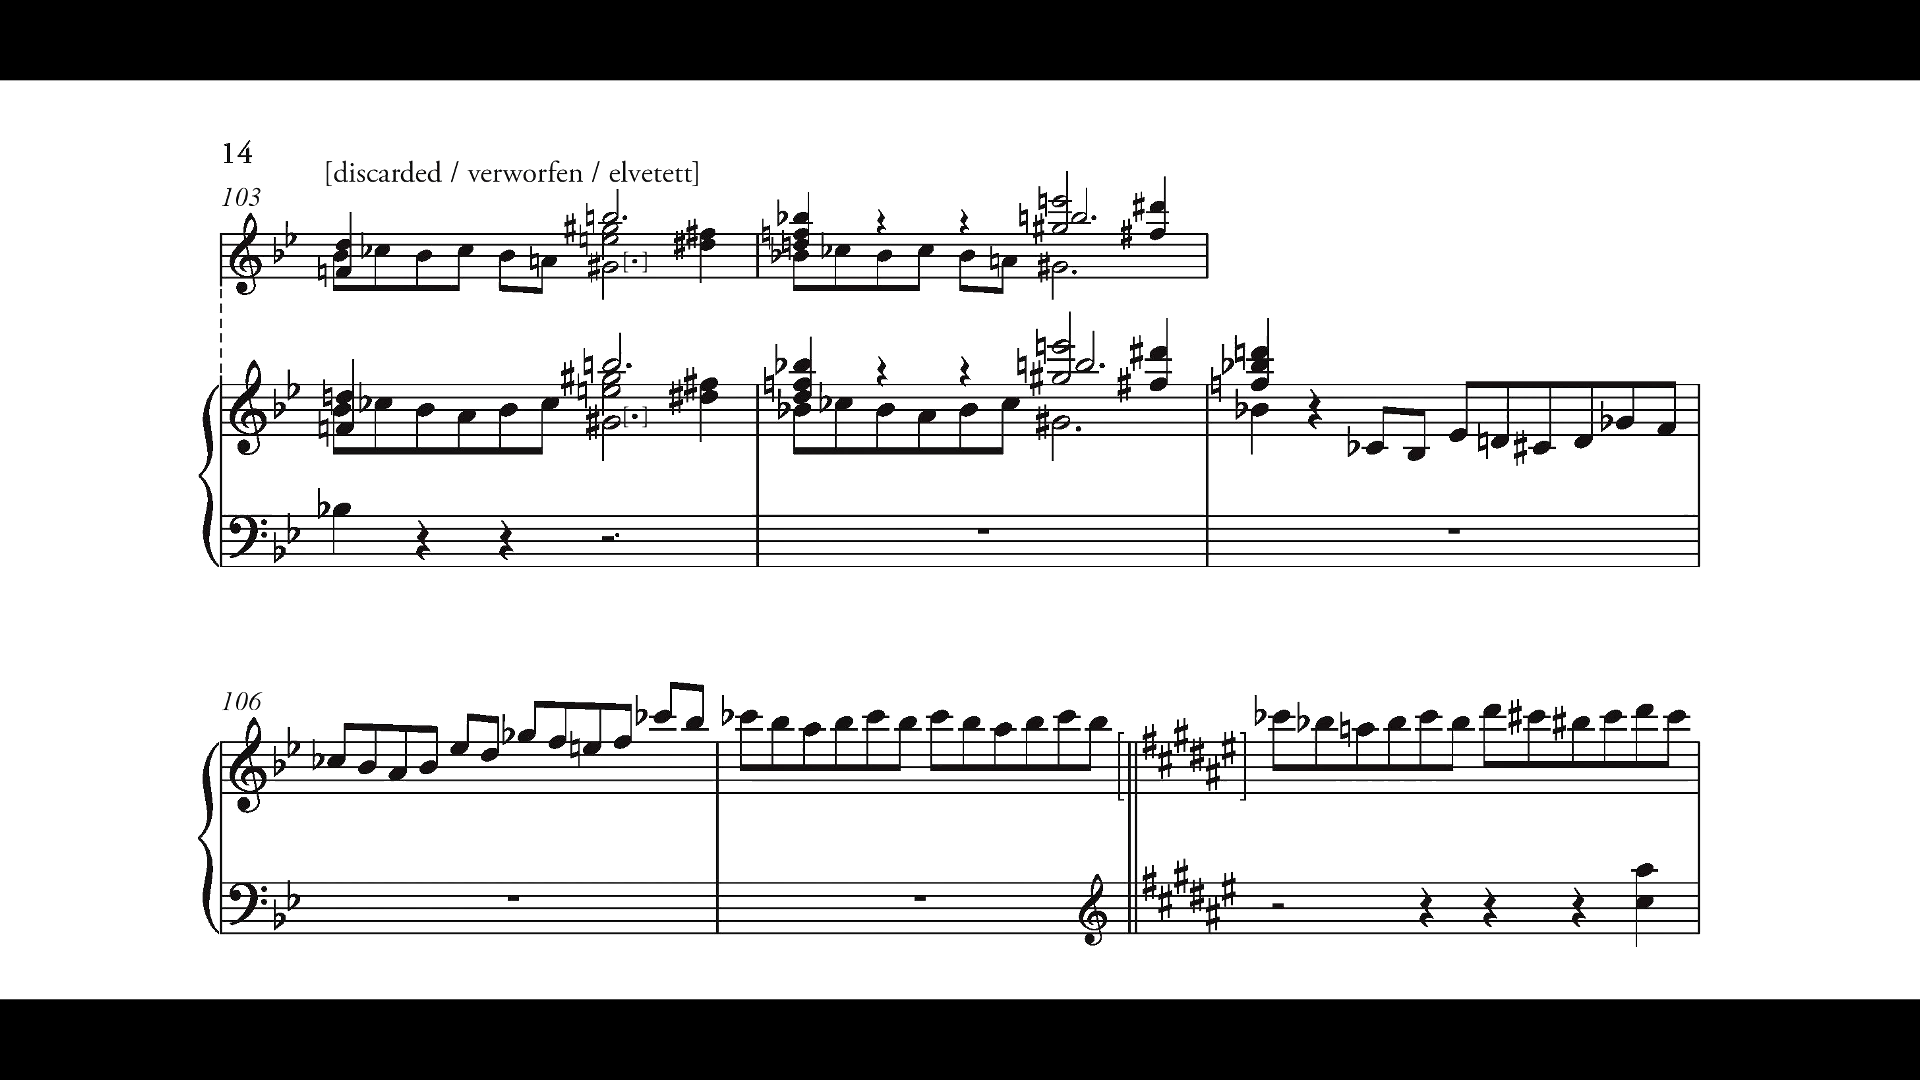 14
[discarded / verworfen / elvetett]
103
106